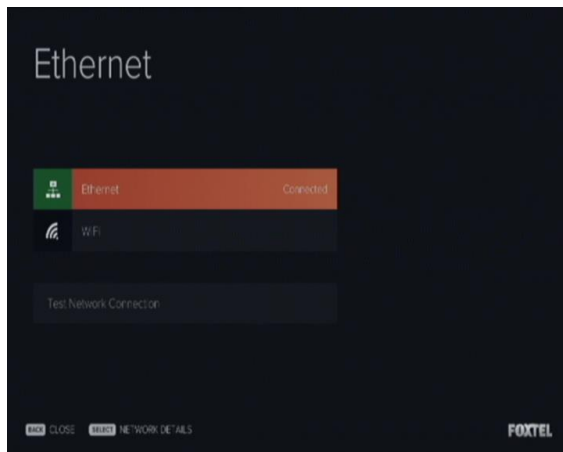 Ethernet
Ethernet Connected
WiFi
Test Network Connection
BACK CLOSE SELECT NETWORK DETAILS
FOXTEL